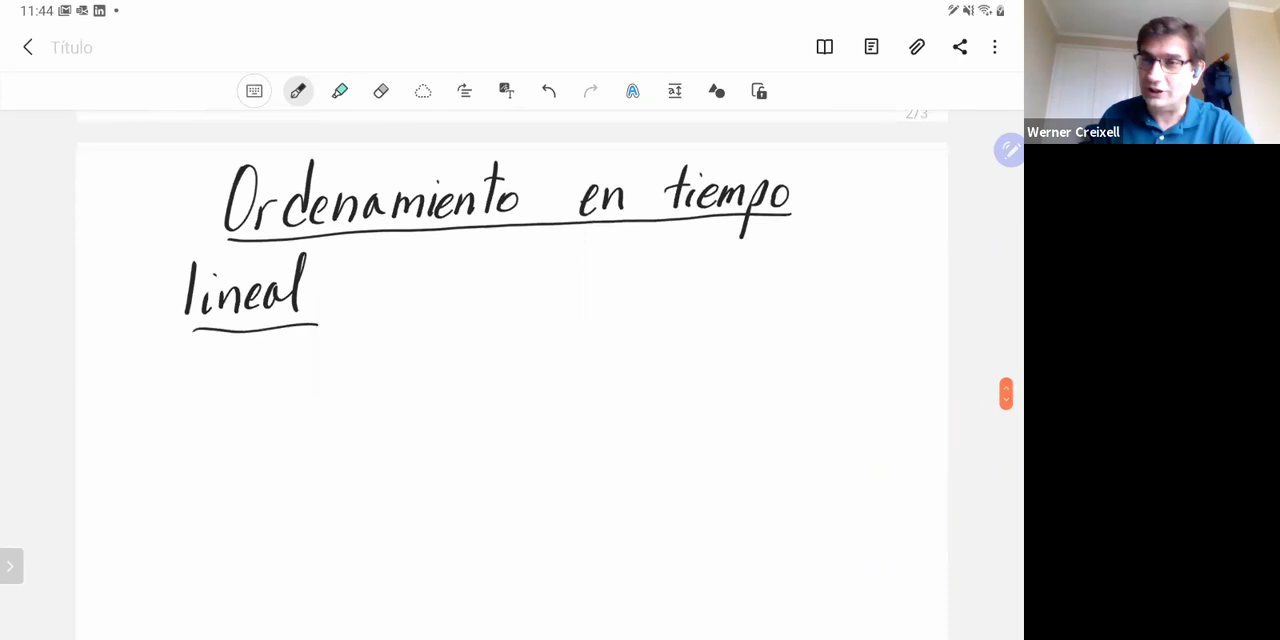 11:44
Título
2/3
Werner Creixell
Ordenamiento en tiempo
lineal